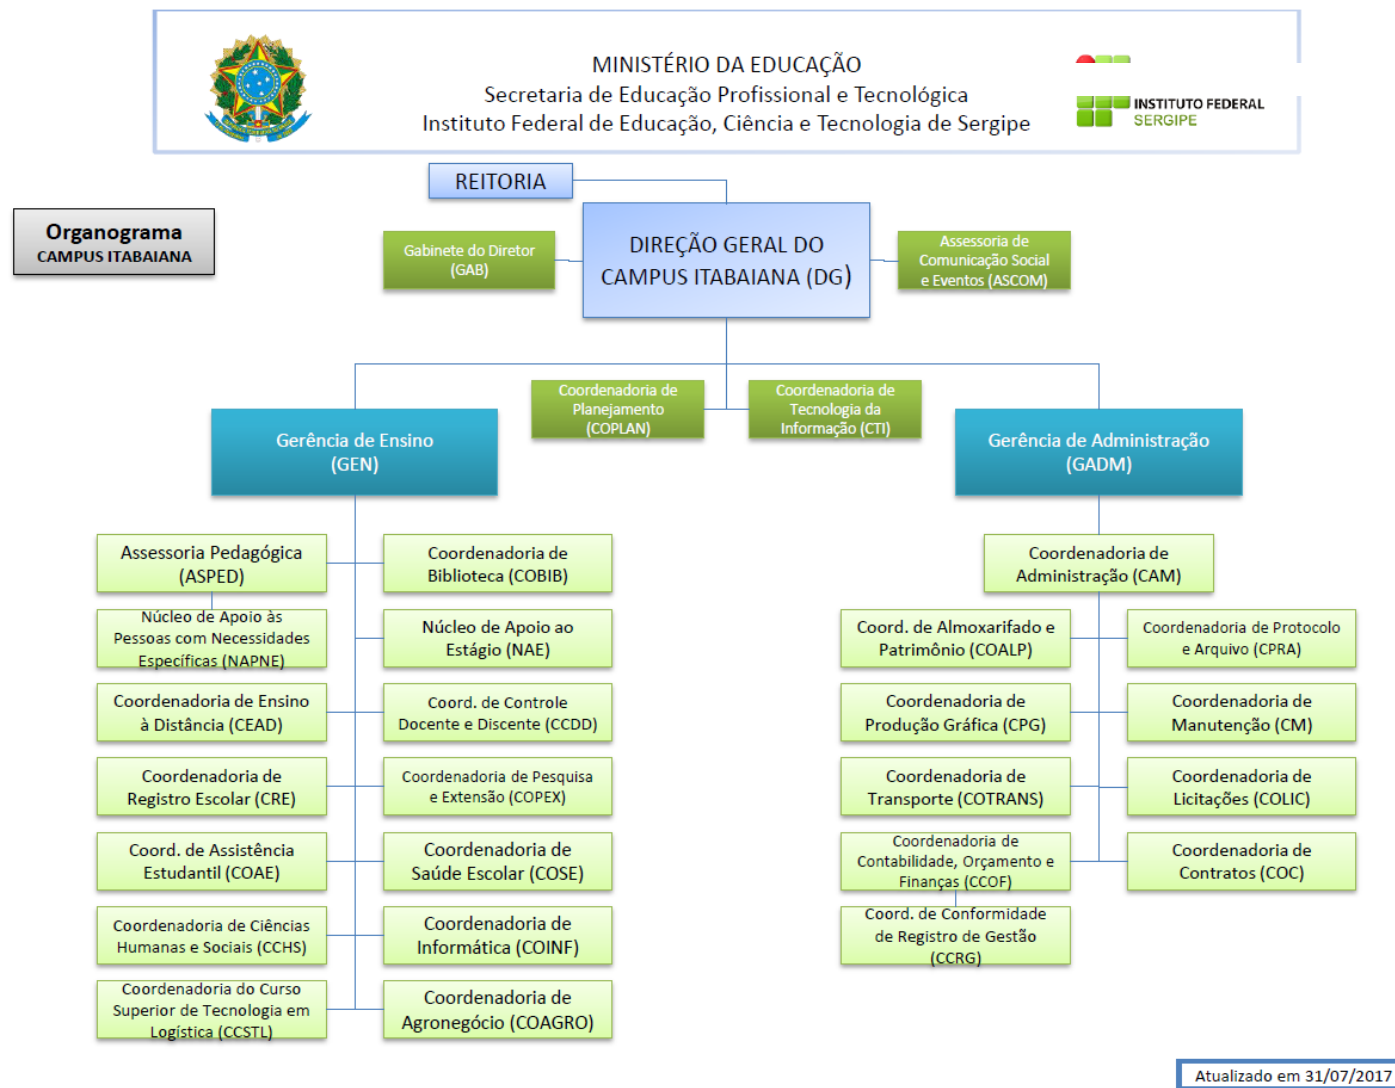 MINISTÉRIO DA EDUCAÇÃO
Secretaria de Educação Profissional e Tecnológica
Instituto Federal de Educação, Ciência e Tecnologia de Sergipe
INSTITUTO FEDERAL
SERGIPE
REITORIA
Organograma
CAMPUS ITABAIANA
Gabinete do Diretor
(GAB)
DIREÇÃO GERAL DO
CAMPUS ITABAIANA (DG)
Assessoria de
Comunicação Social
e Eventos (ASCOM)
Coordenadoria de
Planejamento
(COPLAN)
Coordenadoria de
Tecnologia da
Informação (CTI)
Gerência de Ensino
(GEN)
Gerência de Administração
(GADM)
Assessoria Pedagógica
(ASPED)
Coordenadoria de
Biblioteca (COBIB)
Núcleo de Apoio às
Pessoas com Necessidades
Específicas (NAPNE)
Núcleo de Apoio ao
Estágio (NAE)
Coordenadoria de Ensino
à Distância (CEAD)
Coord. de Controle
Docente e Discente (CCDD)
Coordenadoria de
Registro Escolar (CRE)
Coordenadoria de Pesquisa
e Extensão (COPEX)
Coord. de Assistência
Estudantil (COAE)
Coordenadoria de
Saúde Escolar (COSE)
Coordenadoria de Ciências
Humanas e Sociais (CCHS)
Coordenadoria de
Informática (COINF)
Coordenadoria do Curso
Superior de Tecnologia em
Logística (CCSTL)
Coordenadoria de
Agronegócio (COAGRO)
Coordenadoria de
Administração (CAM)
Coord. de Almoxarifado e
Patrimônio (COALP)
Coordenadoria de Protocolo
e Arquivo (CPRA)
Coordenadoria de
Produção Gráfica (CPG)
Coordenadoria de
Manutenção (CM)
Coordenadoria de
Transporte (COTRANS)
Coordenadoria de
Licitações (COLIC)
Coordenadoria de
Contabilidade, Orçamento e
Finanças (CCOF)
Coordenadoria de
Contratos (COC)
Coord. de Conformidade
de Registro de Gestão
(CCRG)
Atualizado em 31/07/2017